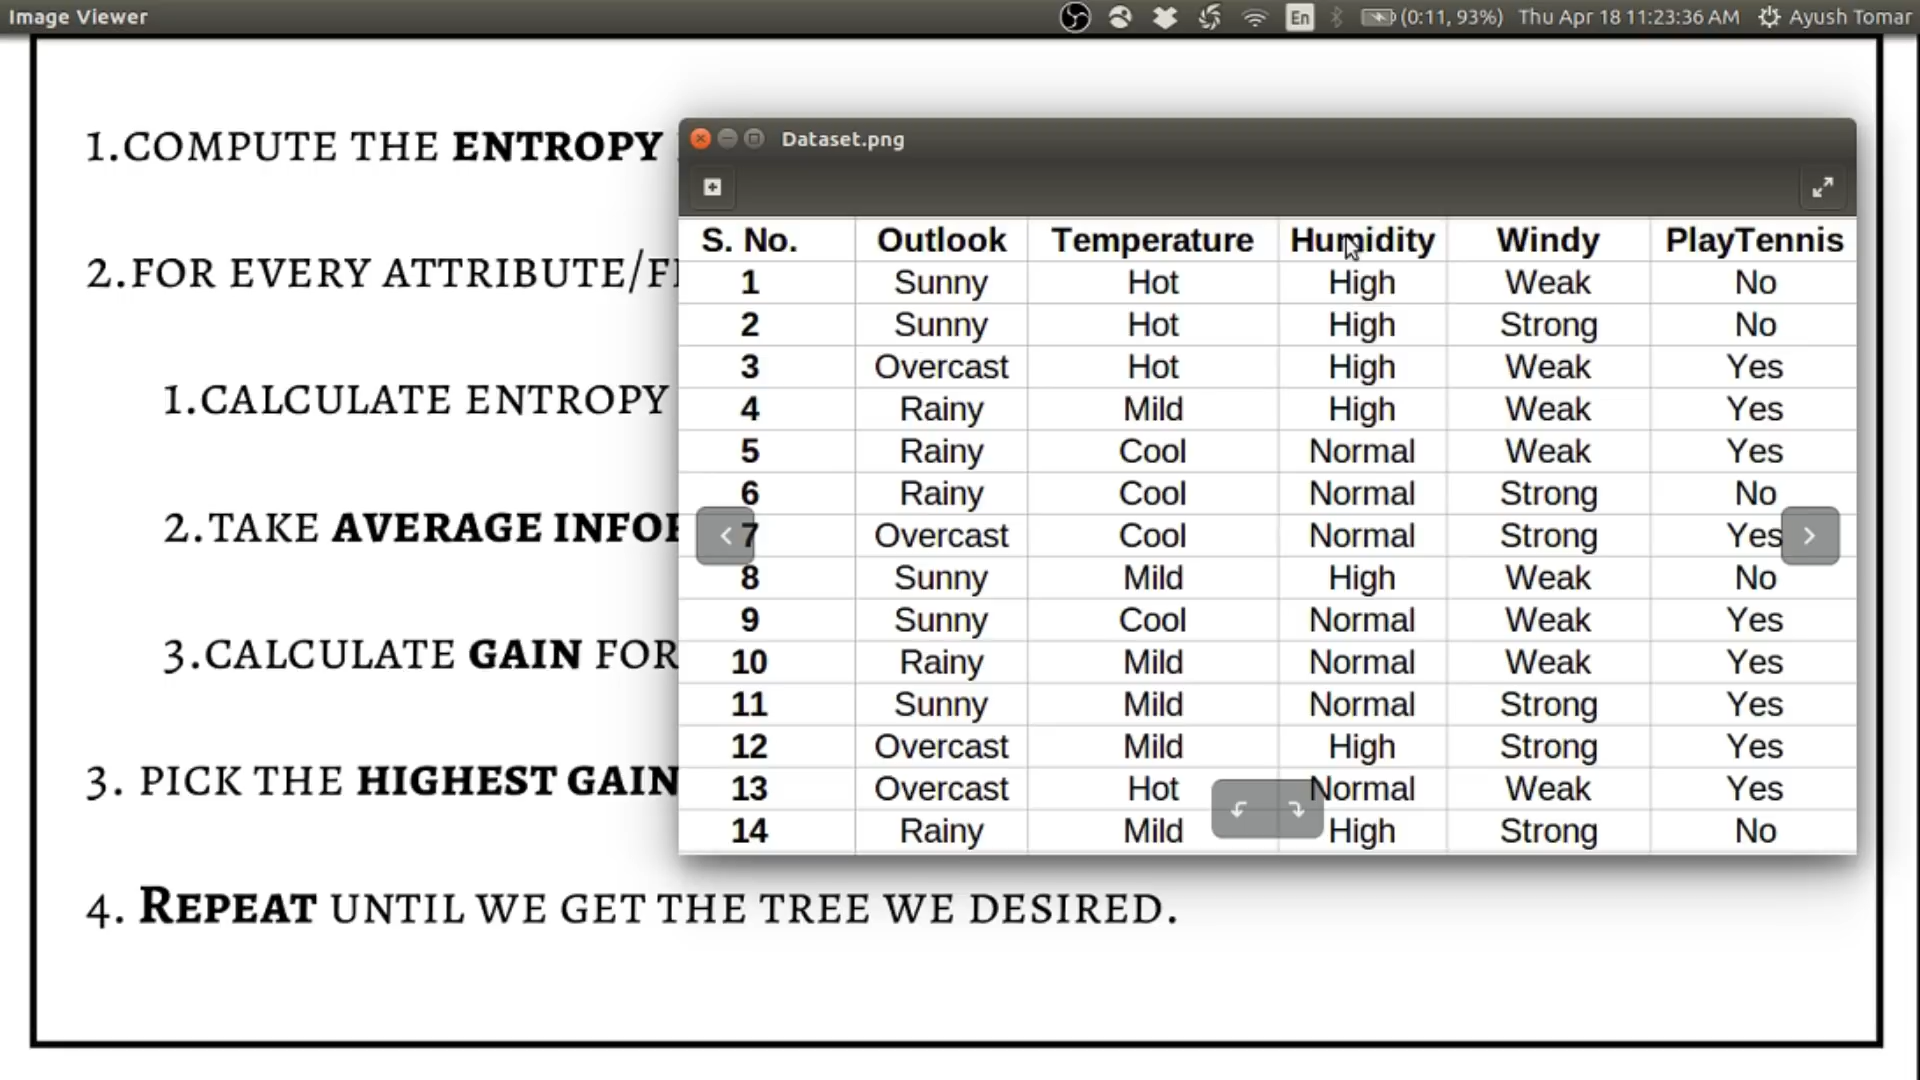 Image Viewer
En (0:11, 93%) Thu Apr 18 11:23:36 AM Ayush Tomar
1.COMPUTE THE ENTROPY
2.FOR EVERY ATTRIBUTE/
1.CALCULATE ENTROPY
2.TAKE AVERAGE
3.CALCULATE GAIN FOR
3. PICK THE HIGHEST GAIN
4. REPEAT UNTIL WE GET THE TREE WE DESIRED.
Dataset.png
S. No. Outlook Temperature Humidity Windy PlayTennis
1 Sunny Hot High Weak No
2 Sunny Hot High Strong No
3 Overcast Hot High Weak Yes
4 Rainy Mild High Weak Yes
5 Rainy Cool Normal Weak Yes
6 Rainy Cool Normal Strong No
7 Overcast Cool Normal Strong Yes
8 Sunny Mild High Weak No
9 Sunny Cool Normal Weak Yes
10 Rainy Mild Normal Weak Yes
11 Sunny Mild Normal Strong Yes
12 Overcast Mild High Strong Yes
13 Overcast Hot Normal Weak Yes
14 Rainy Mild High Strong No